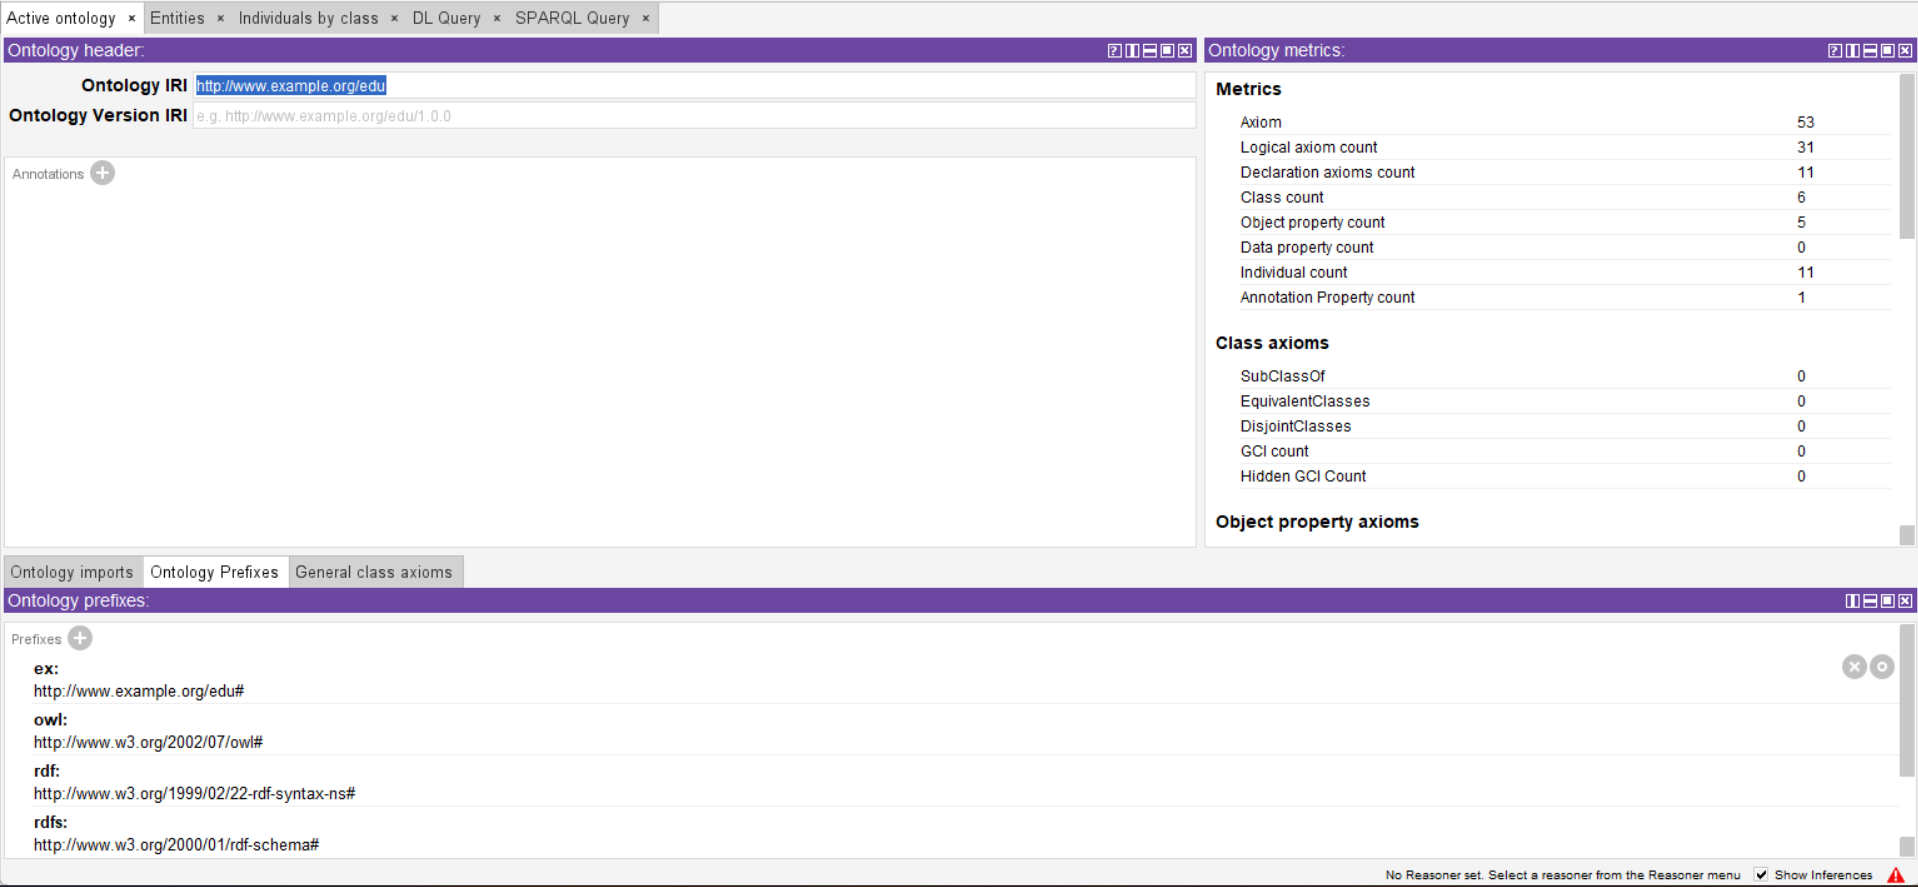 Active ontology × Entities × Individuals by class × DL Query × SPARQL Query ×
Ontology header:
Ontology IRI http://www.example.org/edu
Ontology Version IRI e.g. http://www.example.org/edu/1.0.0
Annotations
Ontology metrics:
Metrics
Axiom 53
Logical axiom count 31
Declaration axioms count 11
Class count 6
Object property count 5
Data property count 0
Individual count 11
Annotation Property count 1
Class axioms
SubClassOf 0
EquivalentClasses 0
DisjointClasses 0
GCI count 0
Hidden GCI Count 0
Object property axioms
Ontology imports Ontology Prefixes General class axioms
Ontology prefixes:
Prefixes
ex:
http://www.example.org/edu#
owl:
http://www.w3.org/2002/07/owl#
rdf:
http://www.w3.org/1999/02/22-rdf-syntax-ns#
rdfs:
http://www.w3.org/2000/01/rdf-schema#
No Reasoner set. Select a reasoner from the Reasoner menu Show Inferences